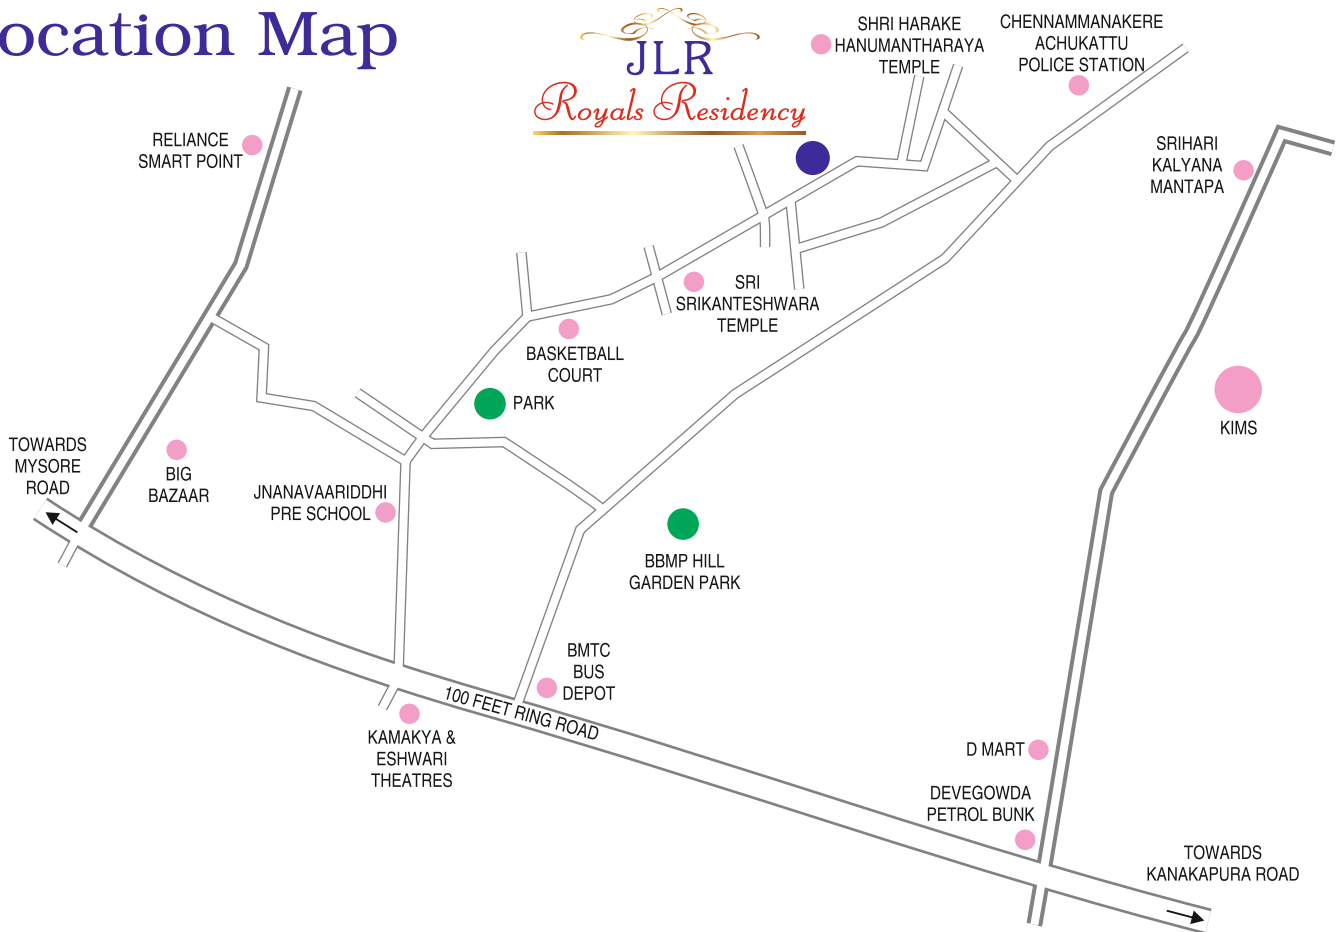 ocation Map
JLR
Royals Residency
SHRI HARAKE
HANUMANTHARAYA
TEMPLE
CHENNAMMANAKERE
ACHUKATTU
POLICE STATION
RELIANCE
SMART POINT
SRIHARI
KALYANA
MANTAPA
SRI
SRIKANTESHWARA
TEMPLE
BASKETBALL
COURT
PARK
KIMS
TOWARDS
MYSORE
ROAD
BIG
BAZAAR
JNANAVAARIDDHI
PRE SCHOOL
BBMP HILL
GARDEN PARK
BMTC
BUS
DEPOT
100 FEET RING ROAD
KAMAKYA &
ESHWARI
THEATRES
D MART
DEVEGOWDA
PETROL BUNK
TOWARDS
KANAKAPURA ROAD